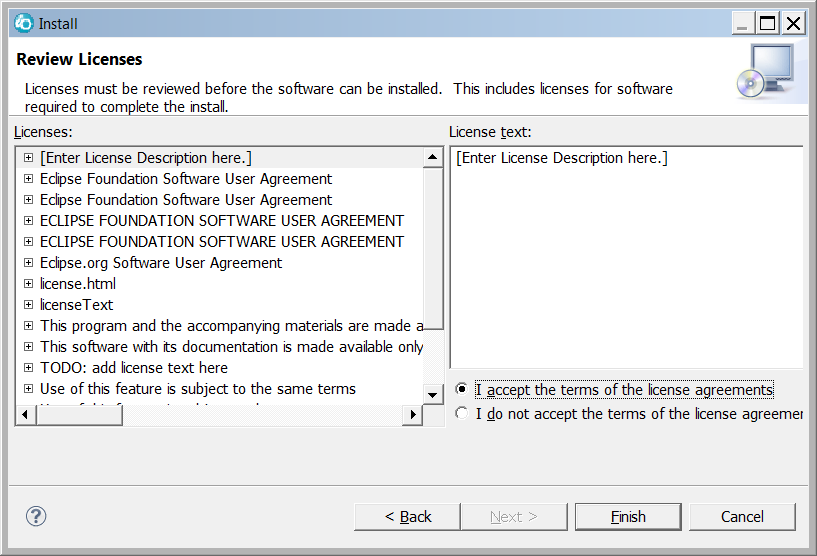 Install
Review Licenses
Licenses must be reviewed before the software can be installed. This includes licenses for software
required to complete the install.
Licenses:
[Enter License Description here.]
Eclipse Foundation Software User Agreement
Eclipse Foundation Software User Agreement
ECLIPSE FOUNDATION SOFTWARE USER AGREEMENT
ECLIPSE FOUNDATION SOFTWARE USER AGREEMENT
Eclipse.org Software User Agreement
license.html
licenseText
This program and the accompanying materials are made a
This software with its documentation is made available only
TODO: add license text here
Use of this feature is subject to the same terms
License text:
[Enter License Description here.]
I accept the terms of the license agreements
I do not accept the terms of the license agreemer
?
< Back
Next >
Finish
Cancel